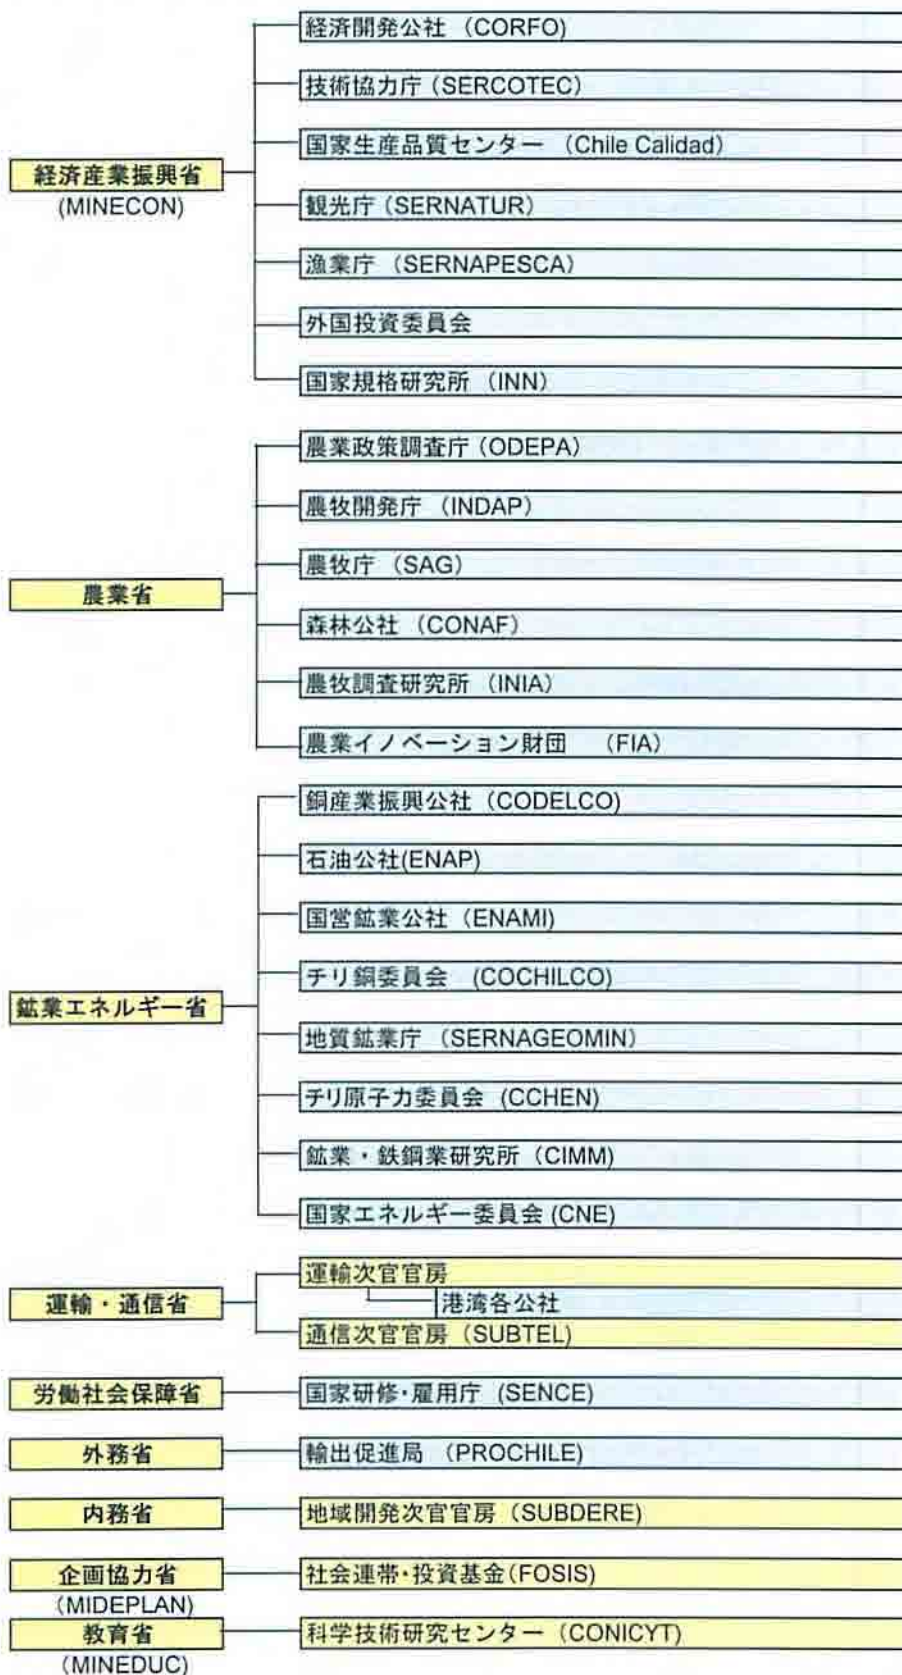 経済開発公社 (CORFO)
技術協力庁 (SERCOTEC)
国家生産品質センター (Chile Calidad)
経済産業振興省
(MINECON)
観光庁 (SERNATUR)
漁業庁 (SERNAPESCA)
外国投資委員会
国家規格研究所 (INN)
農業政策調査庁 (ODEPA)
農牧開発庁 (INDAP)
農牧庁 (SAG)
農業省
森林公社 (CONAF)
農牧調査研究所 (INIA)
農業イノベーション財団 (FIA)
銅産業振興公社 (CODELCO)
石油公社(ENAP)
国営鉱業公社 (ENAMI)
チリ銅委員会 (COCHILCO)
鉱業エネルギー省
地質鉱業庁 (SERNAGEOMIN)
チリ原子力委員会 (CCHEN)
鉱業・鉄鋼業研究所 (CIMM)
国家エネルギー委員会 (CNE)
運輸・通信省
運輸次官官房
港湾各公社
通信次官官房 (SUBTEL)
労働社会保障省
国家研修・雇用庁 (SENCE)
外務省
輸出促進局 (PROCHILE)
内務省
地域開発次官官房 (SUBDERE)
企画協力省
(MIDEPLAN)
社会連帯・投資基金(FOSIS)
教育省
(MINEDUC)
科学技術研究センター (CONICYT)